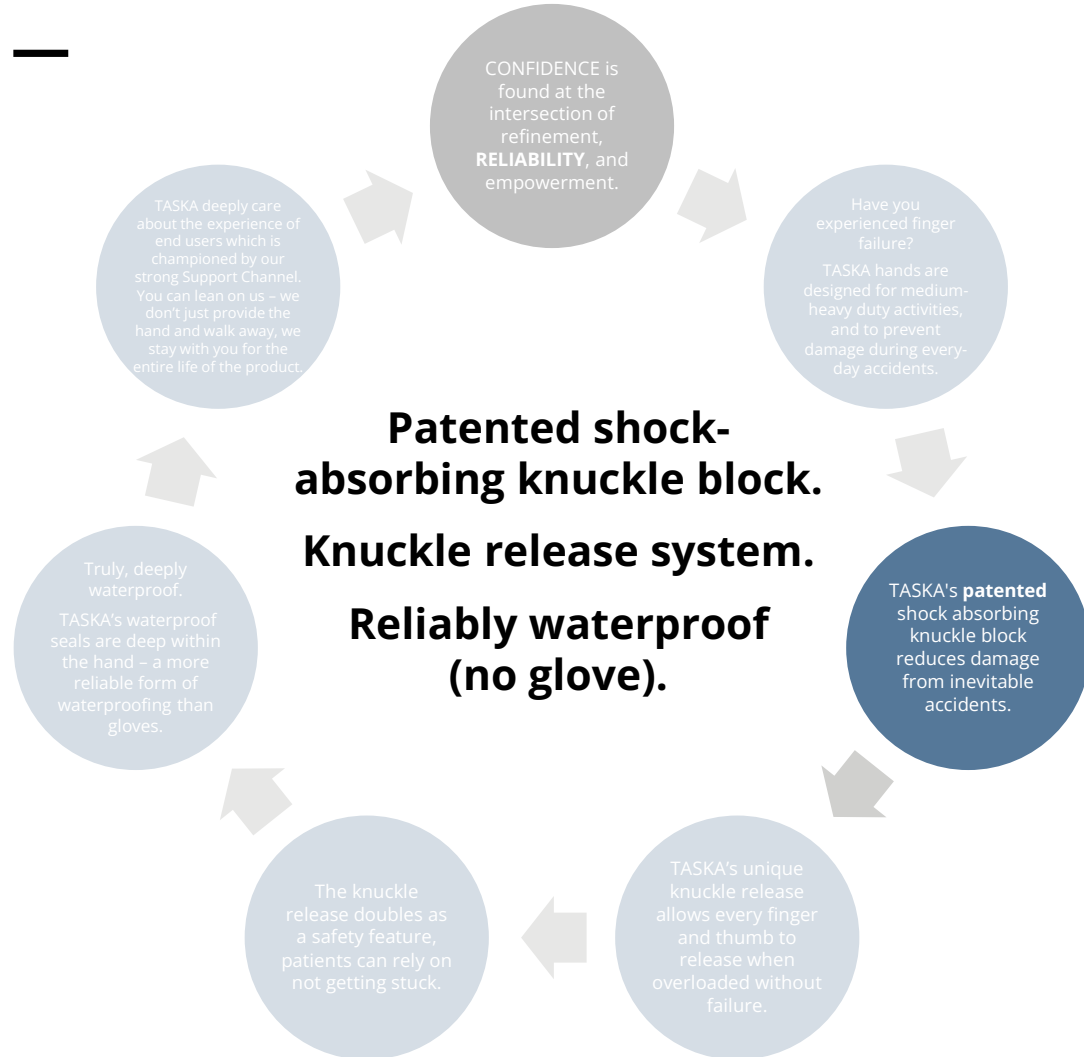 CONFIDENCE is
found at the
intersection of
refinement,
RELIABILITY, and
empowerment.
Have you
experienced finger
failure?
TASKA hands are
designed for medium-
heavy duty activities,
and to prevent
damage during every-
day accidents.
TASKA's patented
shock absorbing
knuckle block
reduces damage
from inevitable
accidents.
TASKA’s unique
knuckle release
allows every finger
and thumb to
release when
overloaded without
failure.
The knuckle
release doubles as
a safety feature,
patients can rely on
not getting stuck.
Truly, deeply
waterproof.
TASKA’s waterproof
seals are deep within
the hand – a more
reliable form of
waterproofing than
gloves.
TASKA deeply care
about the experience of
end users which is
championed by our
strong Support Channel.
You can lean on us – we
don’t just provide the
hand and walk away, we
stay with you for the
entire life of the product.
Patented shock-
absorbing knuckle block.
Knuckle release system.
Reliably waterproof
(no glove).